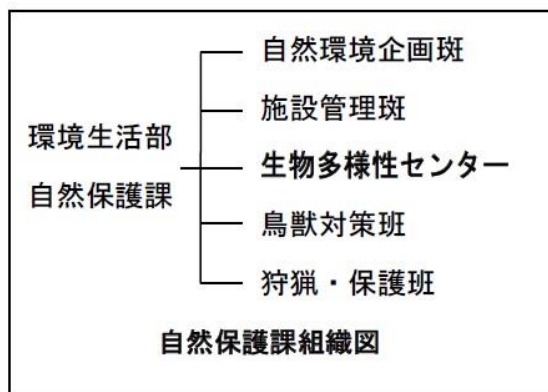 環境生活部
自然保護課
自然環境企画斑
施設管理斑
生物多様性センター
鳥獣対策班
狩猟・保護班
自然保護課組織図